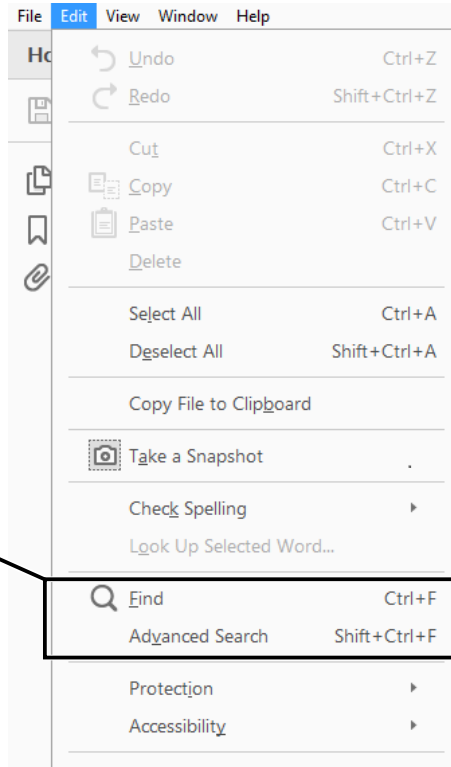 File Edit View Window Help
Ho
Undo Ctrl+Z
Redo Shift+Ctrl+Z
Cut Ctrl+X
Copy Ctrl+C
Paste Ctrl+V
Delete
Select All Ctrl+A
Deselect All Shift+Ctrl+A
Copy File to Clipboard
Take a Snapshot
Check Spelling
Look Up Selected Word...
Find Ctrl+F
Advanced Search Shift+Ctrl+F
Protection
Accessibility